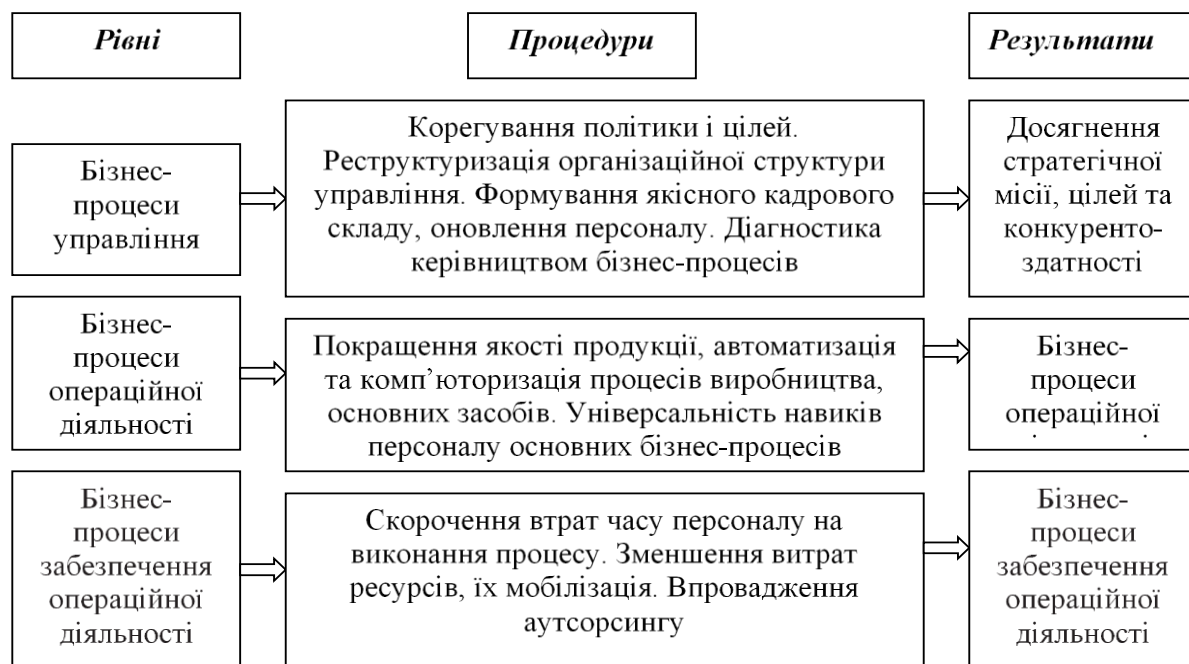 Рівні
Процедури
Результати
Бізнес-
процеси
управління
Корегування політики і цілей.
Реструктуризація організаційної структури
управління. Формування якісного кадрового
складу, оновлення персоналу. Діагностика
керівництвом бізнес-процесів
Досягнення
стратегічної
місії, цілей та
конкуренто-
здатності
Бізнес-
процеси
операційної
діяльності
Покращення якості продукції, автоматизація
та комп’юторизація процесів виробництва,
основних засобів. Універсальність навиків
персоналу основних бізнес-процесів
Бізнес-
процеси
операційної
Бізнес-
процеси
забезпечення
операційної
діяльності
Скорочення втрат часу персоналу на
виконання процесу. Зменшення витрат
ресурсів, їх мобілізація. Впровадження
аутсорсингу
Бізнес-
процеси
забезпечення
операційної
діяльності